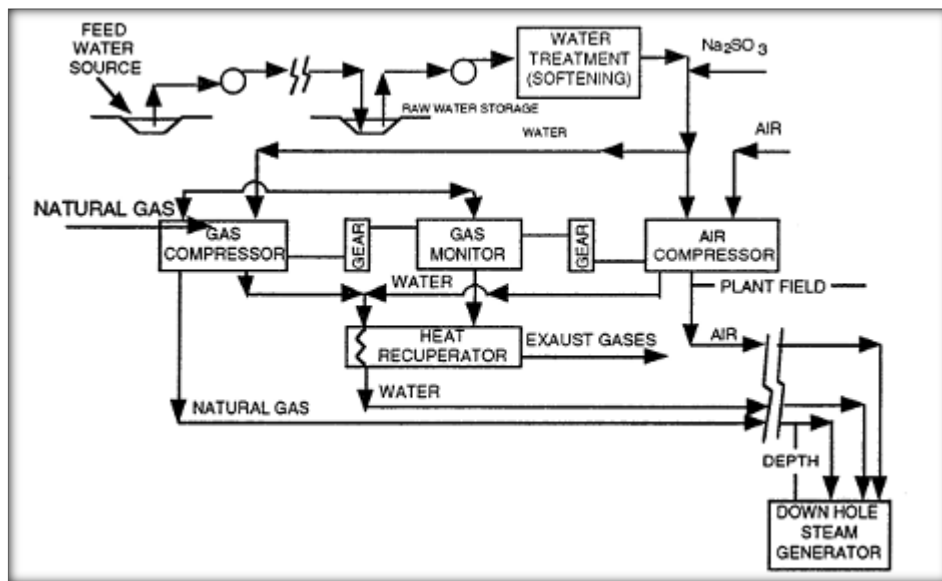 FEED
WATER
SOURCE
WATER
TREATMENT
(SOFTENING)
Na₂SO₃
RAW WATER STORAGE
WATER
AIR
NATURAL GAS
GAS
COMPRESSOR
GEAR
GAS
MONITOR
GEAR
AIR
COMPRESSOR
WATER
PLANT FIELD
HEAT
RECUPERATOR
EXAUST GASES
AIR
WATER
NATURAL GAS
DEPTH
DOWN HOLE
STEAM
GENERATOR